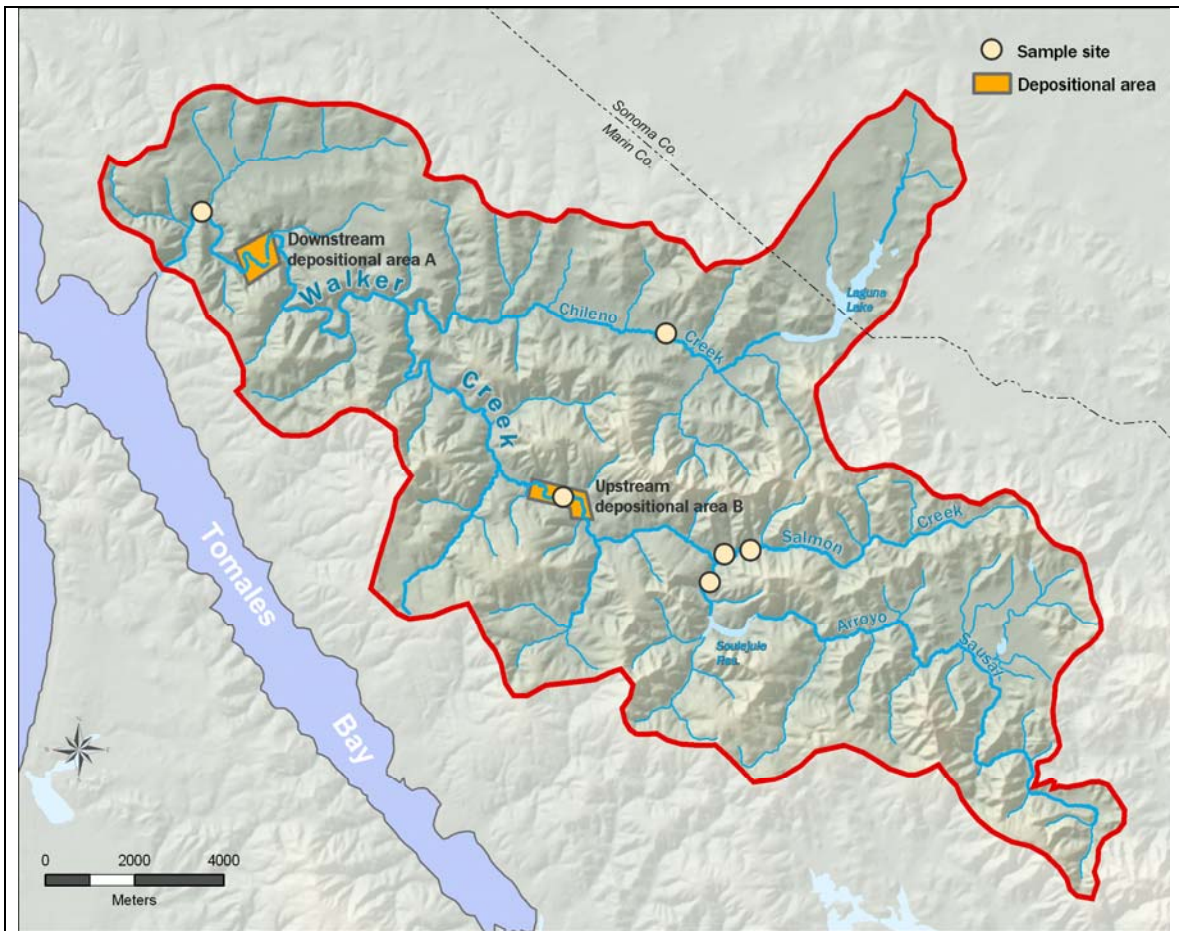 Sample site
Depositional area
Sonoma Co.
Marin Co.
Downstream
depositional area A
Walker
Creek
Chileno
Creek
Laguna
Lake
Upstream
depositional area B
Salmon
Creek
Arroyo
Sausal
Soulejule
Res.
Tomales
Bay
0 2000 4000
Meters